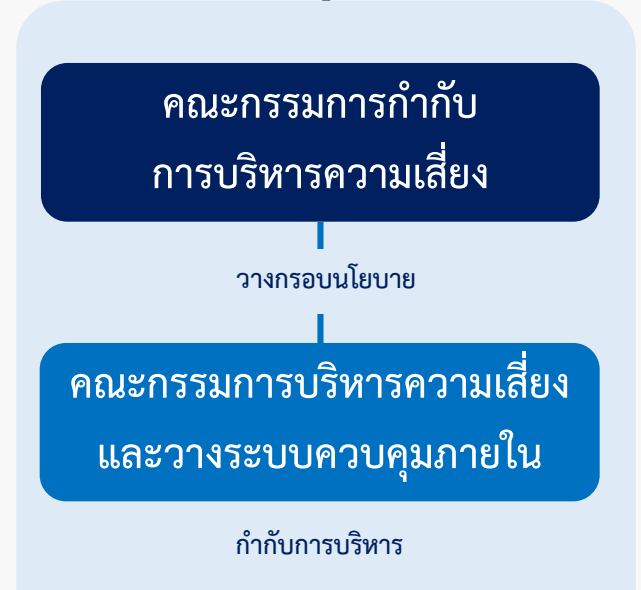 คณะกรรมการกำกับ
การบริหารความเสี่ยง
วางกรอบนโยบาย
คณะกรรมการบริหารความเสี่ยง
และวางระบบควบคุมภายใน
กำกับการบริหาร